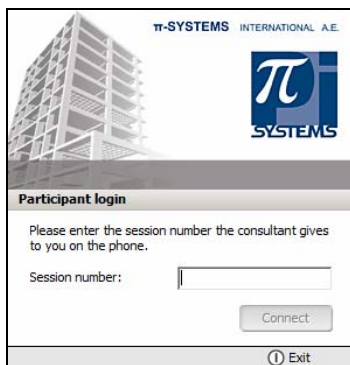 π-SYSTEMS INTERNATIONAL A.E.
π
SYSTEMS
Participant login
Please enter the session number the consultant gives
to you on the phone.
Session number:
Connect
Exit